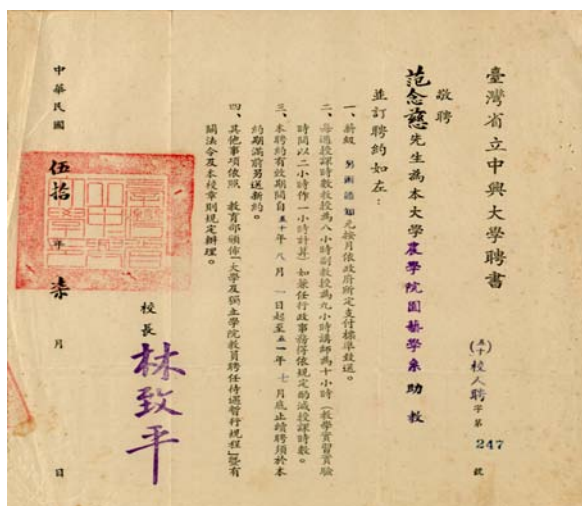 臺灣省立中興大學聘書
(五十)校人聘字第247號
敬聘
范念慈先生為本大學農學院園藝學系助教
並訂聘約如左：
一、薪級 另函通知元按月依政府所定支付標準致送。
二、每週授課時數教授為八小時副教授為九小時講師為十小時(教學實習實驗
時間以二小時作一小時計算)如兼任行政事務得依規定酌減授課時數。
三、本聘約有效期間自五十年八月一日起至五一年七月底止續聘須於本
約期滿前另送新約。
四、其他事項依照 教育部頒佈「大學及獨立學院教員聘任待遇暫行規程」暨有
關法令及本校章則規定辦理。
校長 林致平
中華民國 伍拾 年 柒 月 日